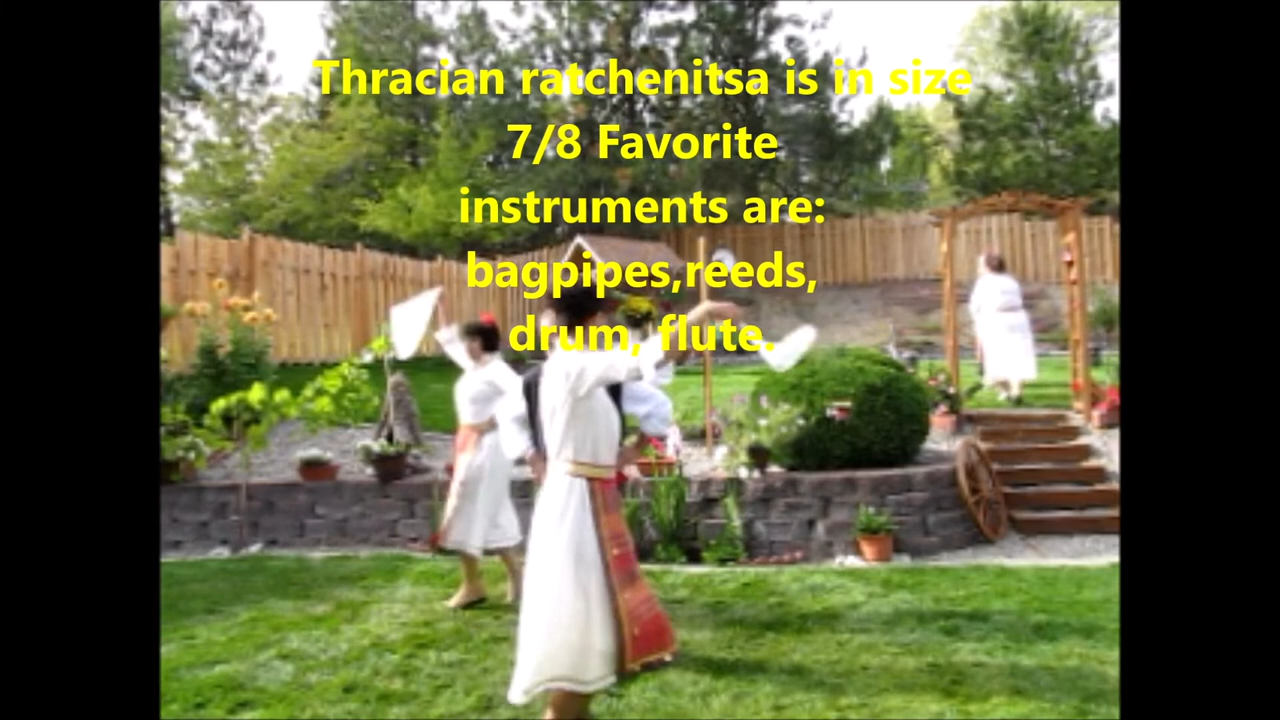 Thracian ratchenitsa is in size
7/8 Favorite
instruments are:
bagpipes,reeds,
drum, flute.